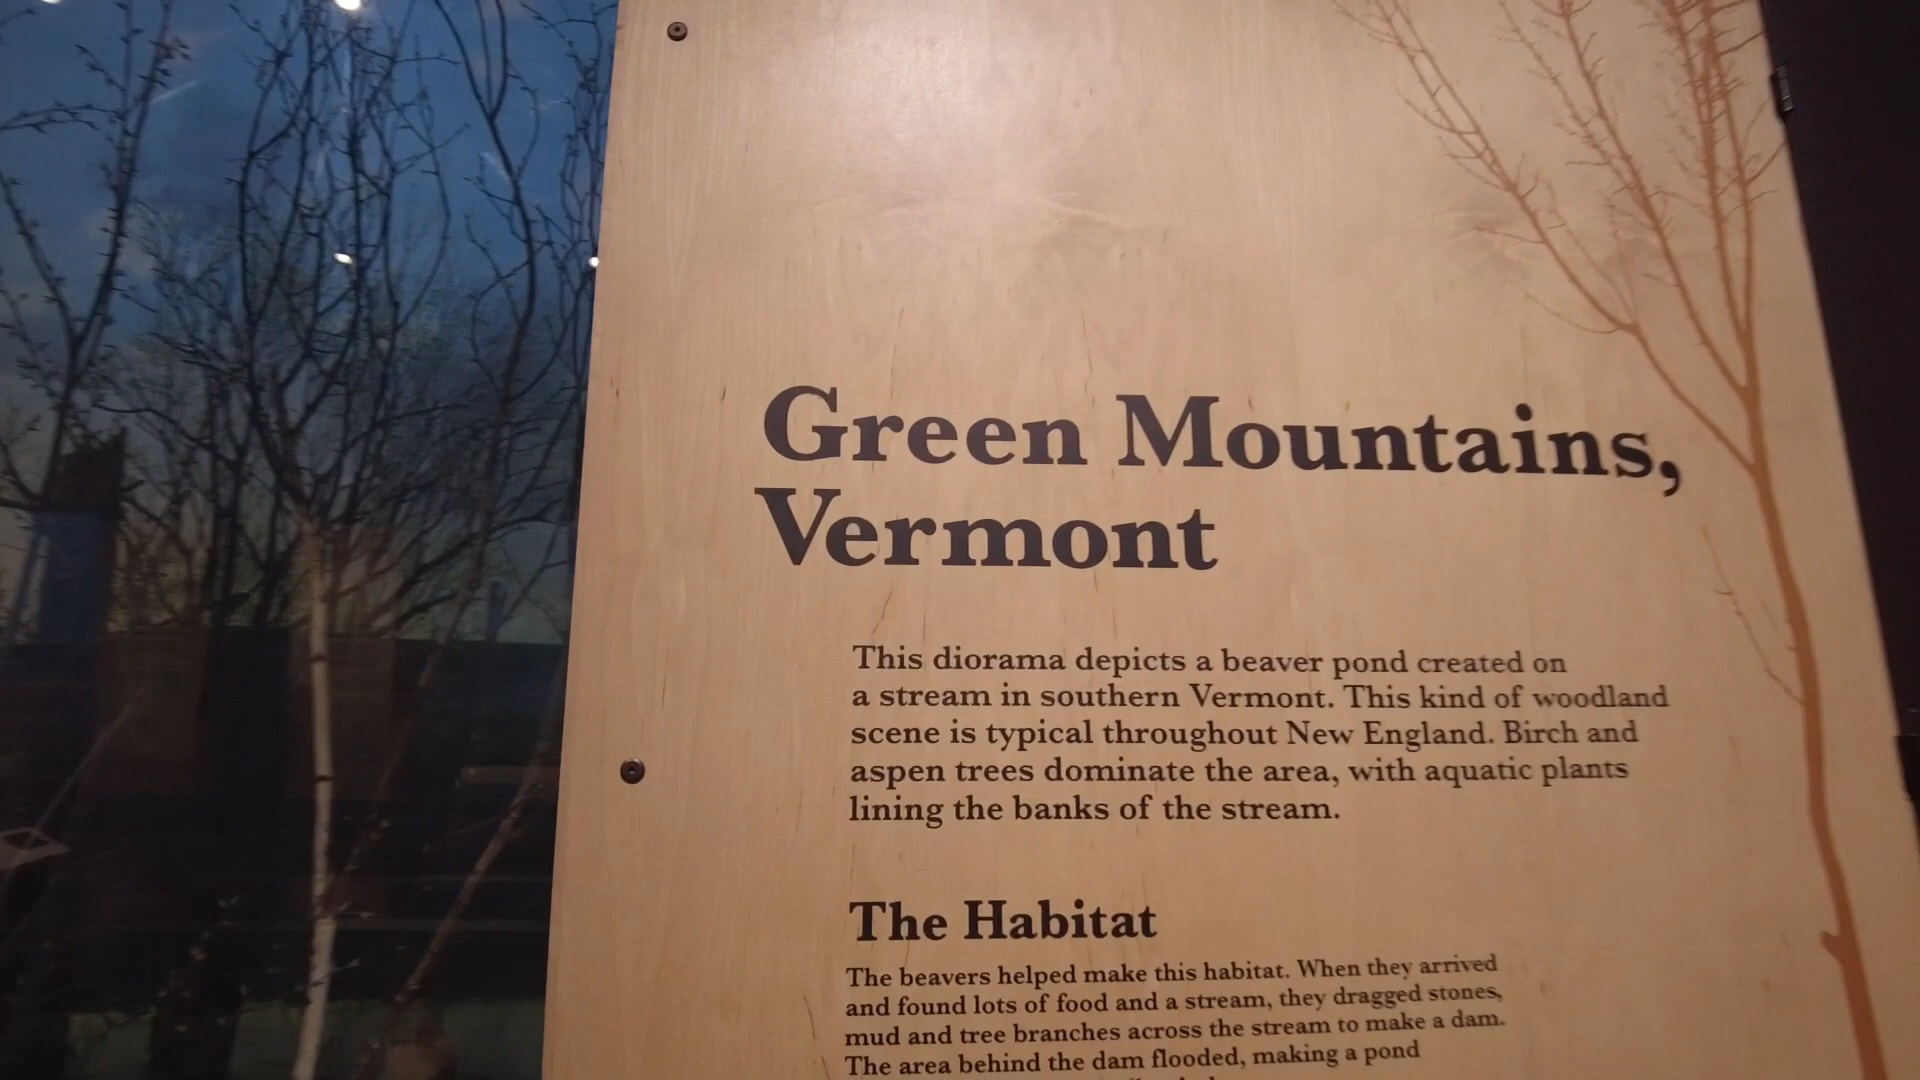 Green Mountains,
Vermont
This diorama depicts a beaver pond created on
a stream in southern Vermont. This kind of woodland
scene is typical throughout New England. Birch and
aspen trees dominate the area, with aquatic plants
lining the banks of the stream.
The Habitat
The beavers helped make this habitat. When they arrived
and found lots of food and a stream, they dragged stones,
mud and tree branches across the stream to make a dam.
The area behind the dam flooded, making a pond